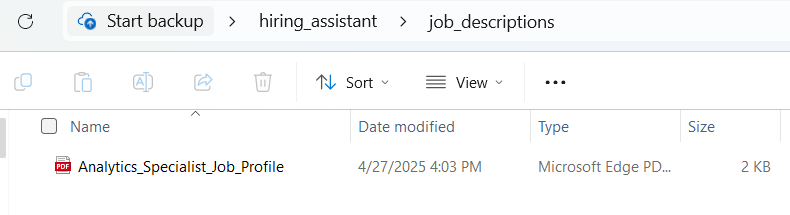 Start backup > hiring_assistant > job_descriptions
Sort View ...
Name Date modified Type Size
PDF Analytics_Specialist_Job_Profile 4/27/2025 4:03 PM Microsoft Edge PD... 2 KB